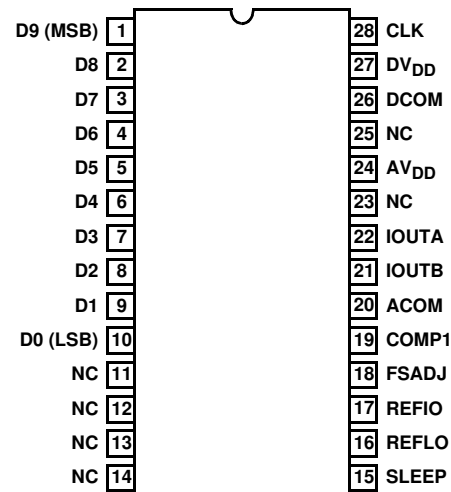 D9 (MSB) 1 28 CLK
D8 2 27 DVDD
D7 3 26 DCOM
D6 4 25 NC
D5 5 24 AVDD
D4 6 23 NC
D3 7 22 IOUTA
D2 8 21 IOUTB
D1 9 20 ACOM
D0 (LSB) 10 19 COMP1
NC 11 18 FSADJ
NC 12 17 REFIO
NC 13 16 REFLO
NC 14 15 SLEEP